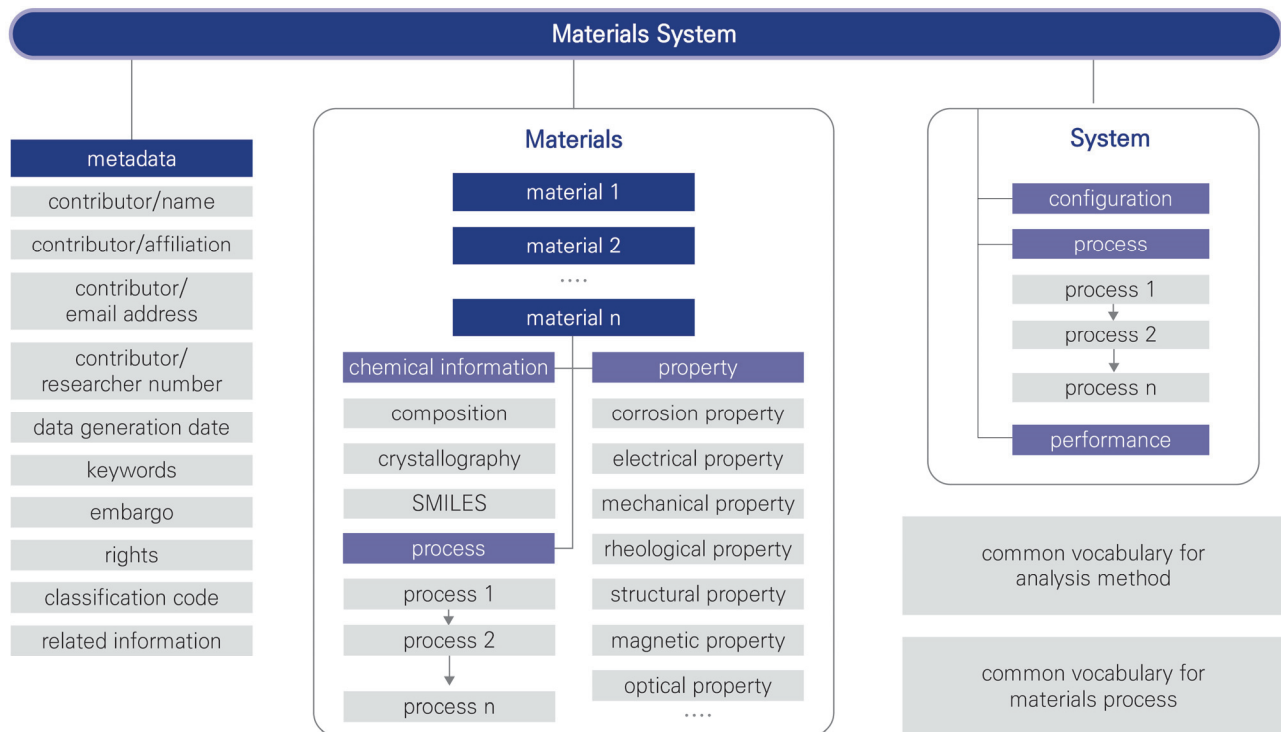 Materials System
metadata
contributor/name
contributor/affiliation
contributor/
email address
contributor/
researcher number
data generation date
keywords
embargo
rights
classification code
related information
Materials
material 1
material 2
....
material n
chemical information
composition
crystallography
SMILES
process
process 1
process 2
process n
property
corrosion property
electrical property
mechanical property
rheological property
structural property
magnetic property
optical property
....
System
configuration
process
process 1
process 2
process n
performance
common vocabulary for
analysis method
common vocabulary for
materials process